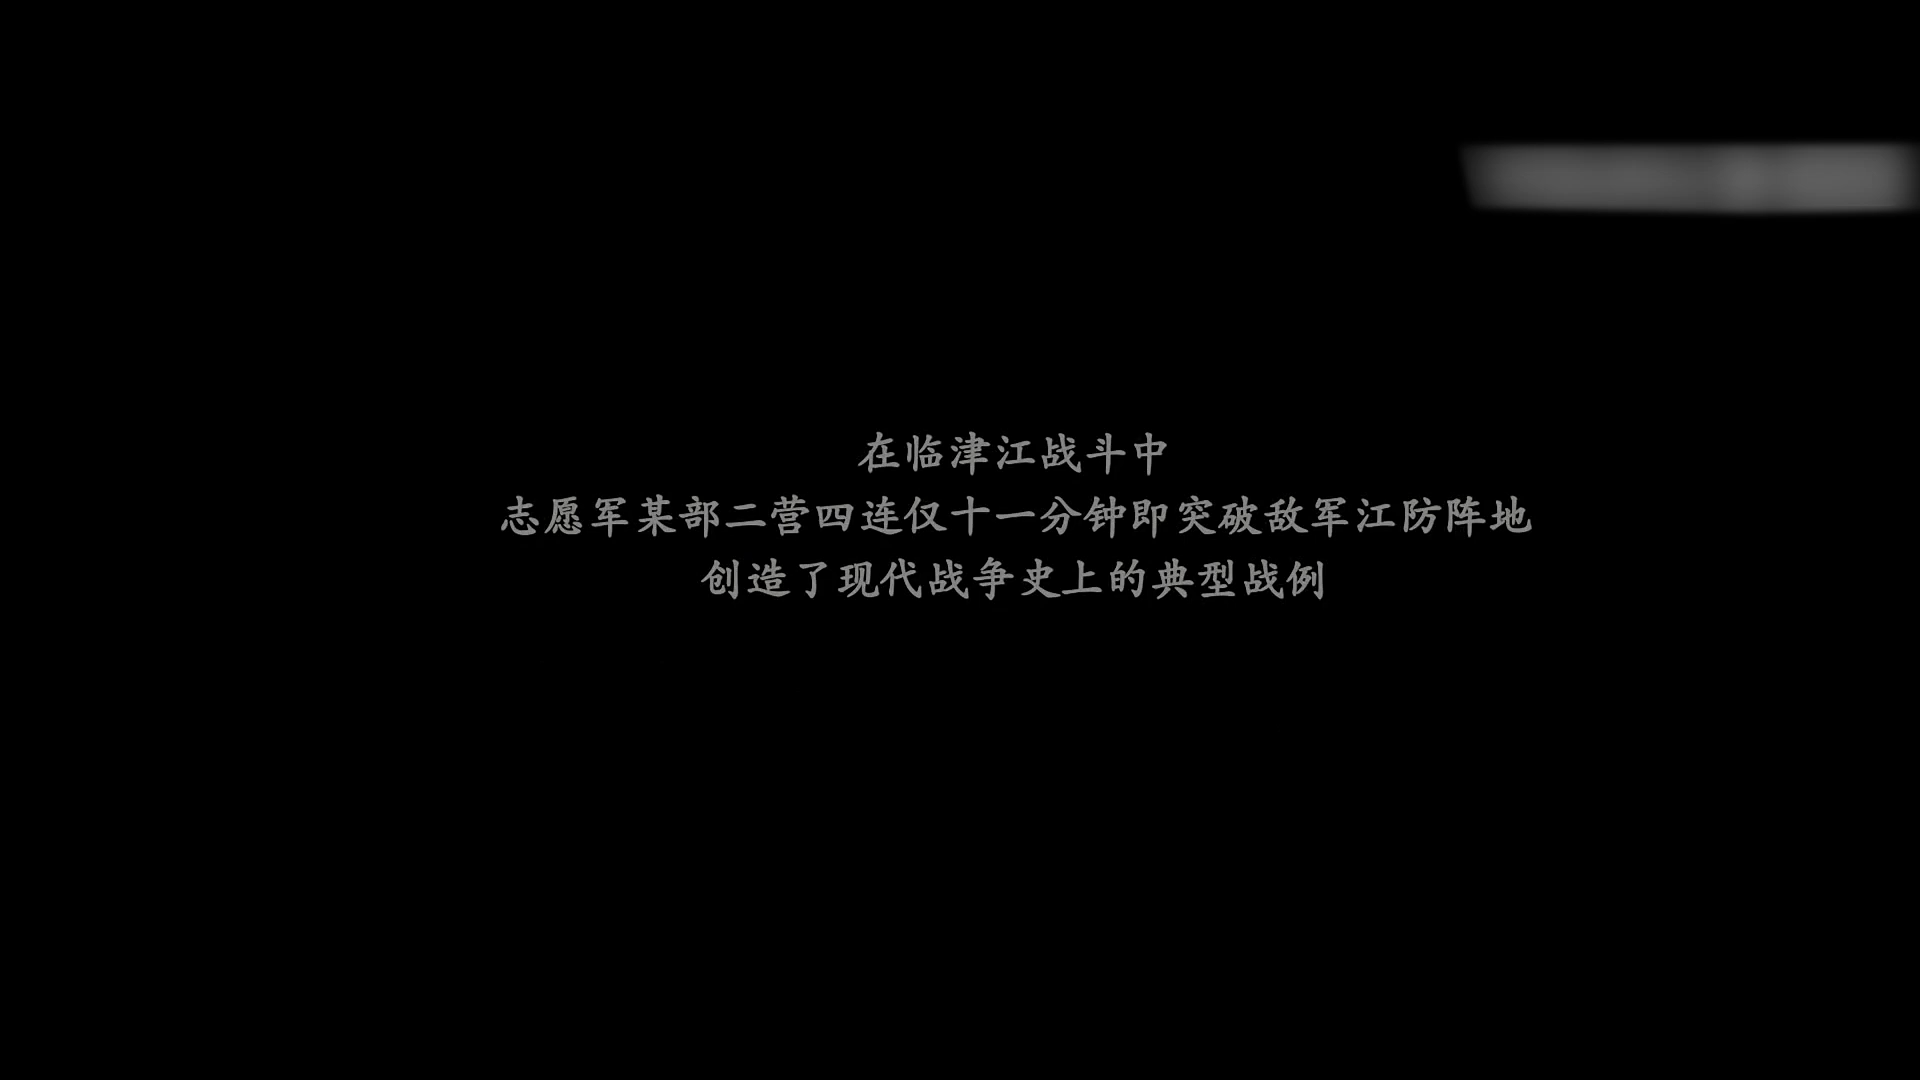 在临津江战斗中
志愿军某部二营四连仅十一分钟即突破敌军江防阵地
创造了现代战争史上的典型战例